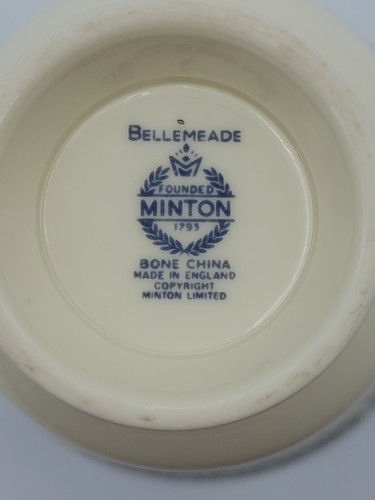 BELLEMEADE
FOUNDED
MINTON
1793
BONE CHINA
MADE IN ENGLAND
COPYRIGHT
MINTON LIMITED